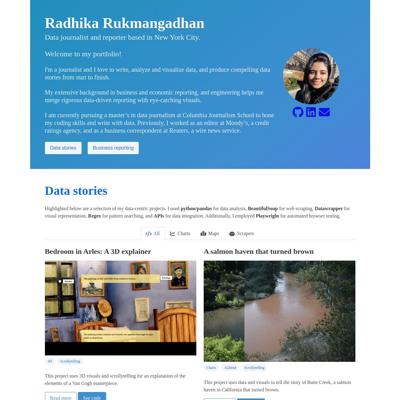 Radhika Rukmangadhan
Data journalist and reporter based in New York City.
Welcome to my portfolio!
I'm a journalist and I love to write, analyze and visualize data, and produce compelling data
stories from start to finish.
My extensive background in business and economic reporting, and engineering helps me
merge rigorous data-driven reporting with eye-catching visuals.
I am currently pursuing a master's in data journalism at Columbia Journalism School to hone
my coding skills and write with data. Previously, I worked as an editor at Moody's, a credit
ratings agency, and as a business correspondent at Reuters, a wire news service.
Data stories
Business reporting
Data stories
Highlighted below are a selection of my data-centric projects. I used python/pandas for data analysis, BeautifulSoup for web scraping, Datawrapper for
visual representation, Regex for pattern searching, and APIs for data integration. Additionally, I employed Playwright for automated browser testing.
All
Charts
Maps
Scrapers
Bedroom in Arles: A 3D explainer
A salmon haven that turned brown
3D
Scrollytelling
Charts
Scrollytelling
This project uses 3D visuals and scrollytelling for an explanation of the
elements of a Van Gogh masterpiece.
This project uses data and visuals to tell the story of Butte Creek, a salmon
haven in California that turned brown.
Read more
See code